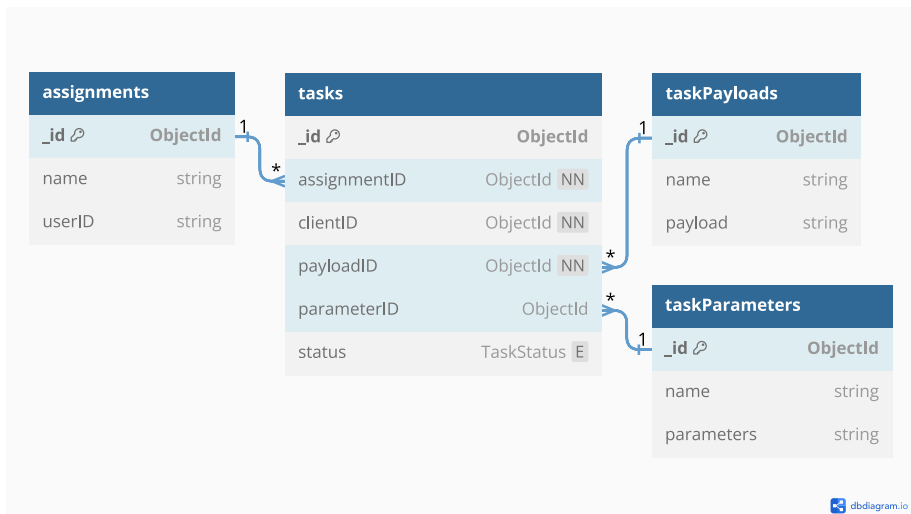 assignments
_id ObjectId
name string
userID string
1
*
tasks
_id ObjectId
assignmentID ObjectId NN
clientID ObjectId NN
payloadID ObjectId NN
parameterID ObjectId
status TaskStatus E
1
*
*
1
taskPayloads
_id ObjectId
name string
payload string
taskParameters
_id ObjectId
name string
parameters string
dbdiagram.io